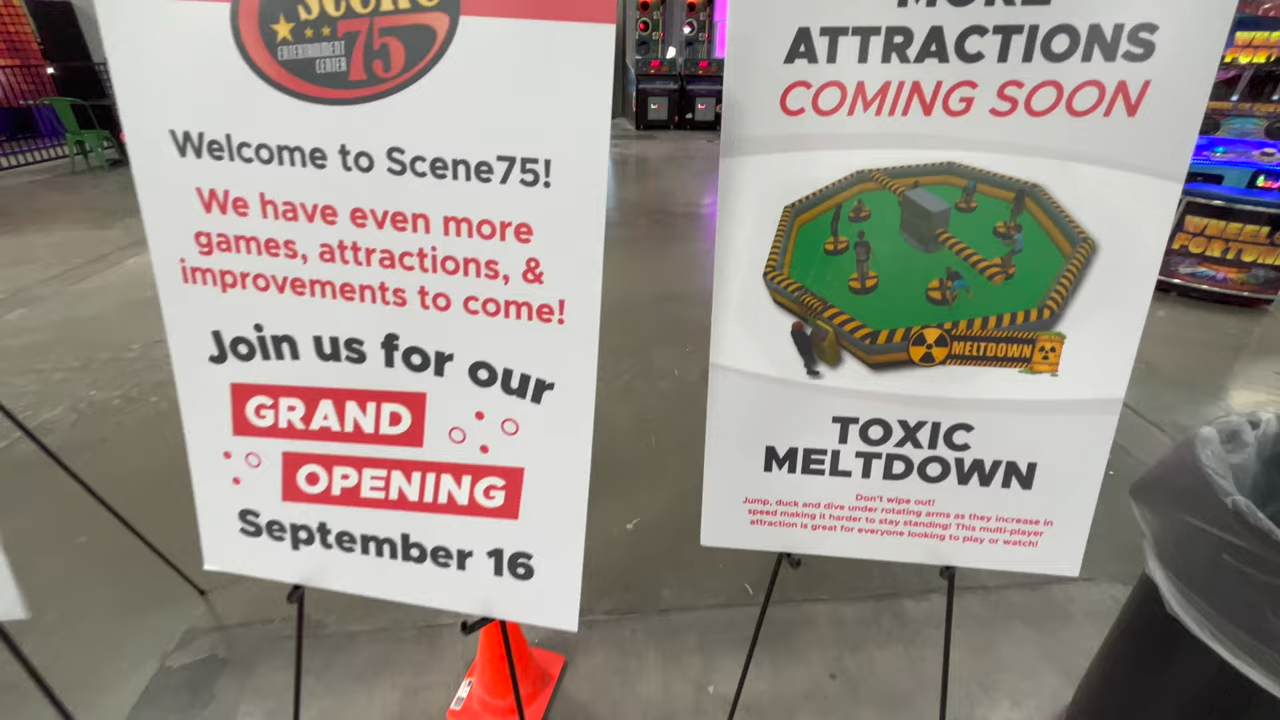 Scene
75
ENTERTAINMENT
CENTER
Welcome to Scene75!
We have even more
games, attractions, &
improvements to come!
Join us for our
GRAND
OPENING
September 16
MORE
ATTRACTIONS
COMING SOON
MELTDOWN
TOXIC
MELTDOWN
Don't wipe out!
Jump, duck and dive under rotating arms as they increase in
speed making it harder to stay standing! This multi-player
attraction is great for everyone looking to play or watch!
WHEEL OF
FORTUNE